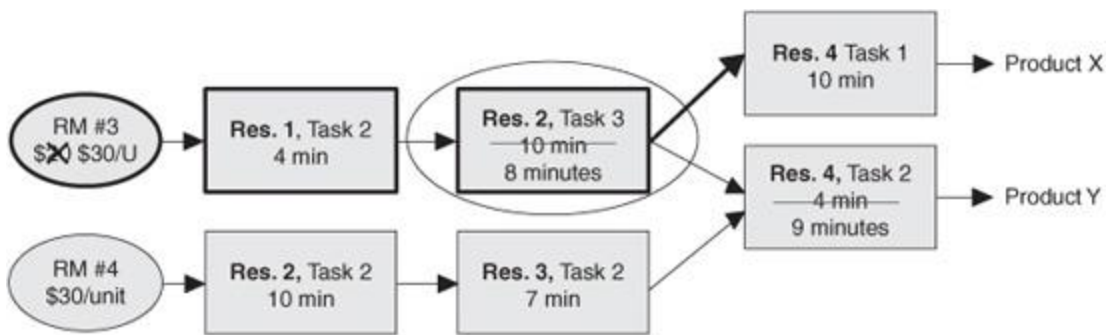 Res. 4 Task 1
10 min
Product X
RM #3
$20 $30/U
Res. 1, Task 2
4 min
Res. 2, Task 3
10 min
8 minutes
Res. 4, Task 2
4 min
9 minutes
Product Y
RM #4
$30/unit
Res. 2, Task 2
10 min
Res. 3, Task 2
7 min